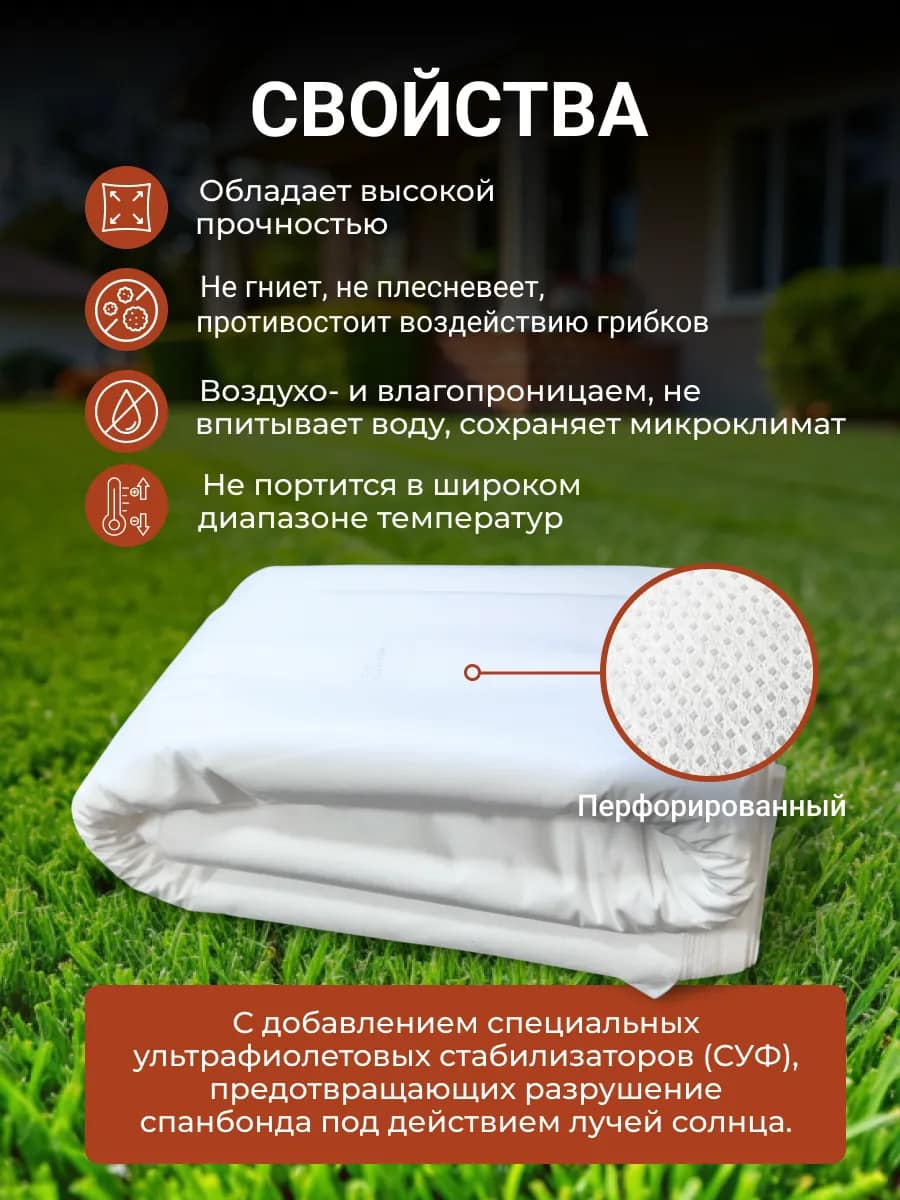 СВОЙСТВА
Обладает высокой
прочностью
Не гниет, не плесневеет,
противостоит воздействию грибков
Воздухо- и влагопроницаем, не
впитывает воду, сохраняет микроклимат
Не портится в широком
диапазоне температур
Перфорированный
С добавлением специальных
ультрафиолетовых стабилизаторов (СУФ),
предотвращающих разрушение
спанбонда под действием лучей солнца.